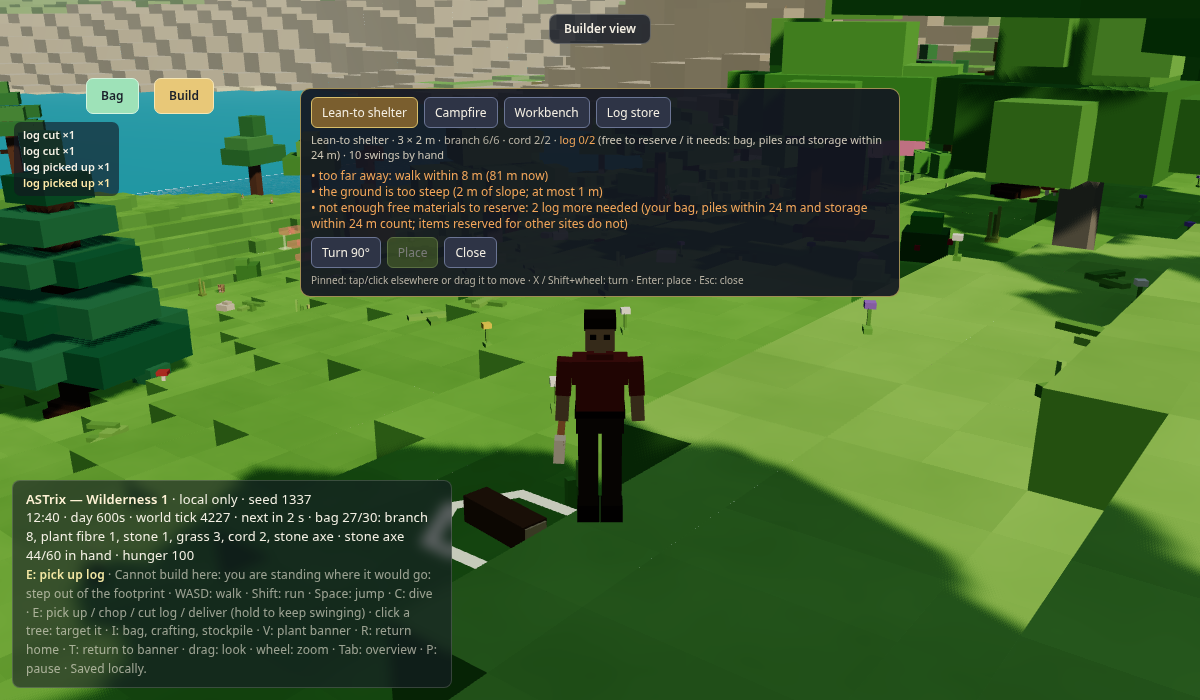 Builder view
Bag
Build
log cut ×1
log cut ×1
log picked up ×1
log picked up ×1
Lean-to shelter
Campfire
Workbench
Log store
Lean-to shelter · 3 × 2 m · branch 6/6 · cord 2/2 · log 0/2 (free to reserve / it needs: bag, piles and storage within
24 m) · 10 swings by hand
• too far away: walk within 8 m (81 m now)
• the ground is too steep (2 m of slope; at most 1 m)
• not enough free materials to reserve: 2 log more needed (your bag, piles within 24 m and storage
within 24 m count; items reserved for other sites do not)
Turn 90°
Place
Close
Pinned: tap/click elsewhere or drag it to move · X / Shift+wheel: turn · Enter: place · Esc: close
ASTrix — Wilderness 1 · local only · seed 1337
12:40 · day 600s · world tick 4227 · next in 2 s · bag 27/30: branch
8, plant fibre 1, stone 1, grass 3, cord 2, stone axe · stone axe
44/60 in hand · hunger 100
E: pick up log · Cannot build here: you are standing where it would go:
step out of the footprint · WASD: walk · Shift: run · Space: jump · C: dive
· E: pick up / chop / cut log / deliver (hold to keep swinging) · click a
tree: target it · I: bag, crafting, stockpile · V: plant banner · R: return
home · T: return to banner · drag: look · wheel: zoom · Tab: overview · P:
pause · Saved locally.